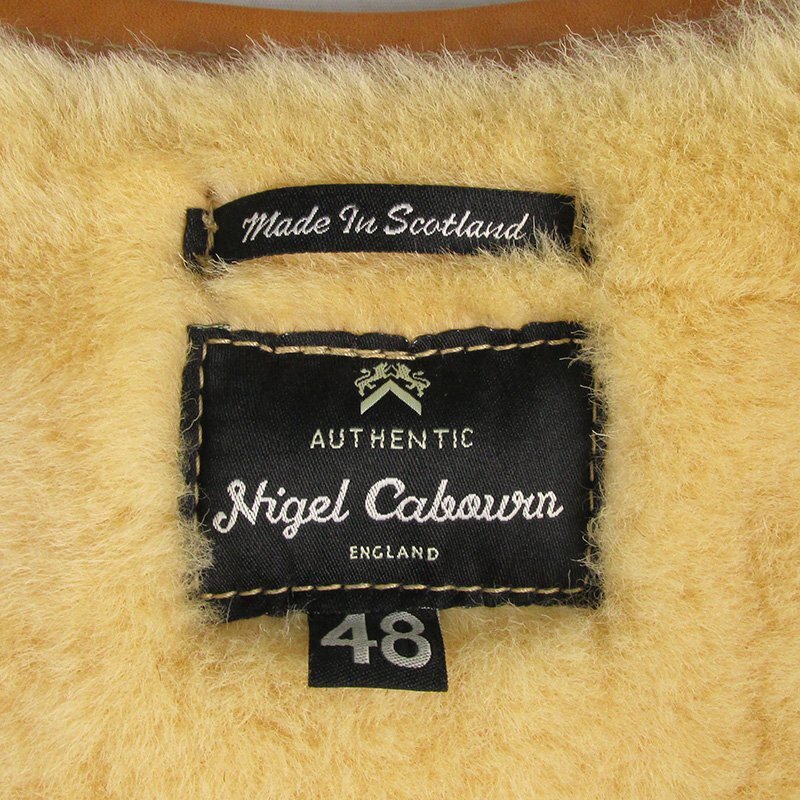 Made In Scotland
AUTHENTIC
Nigel Cabourn
ENGLAND
48